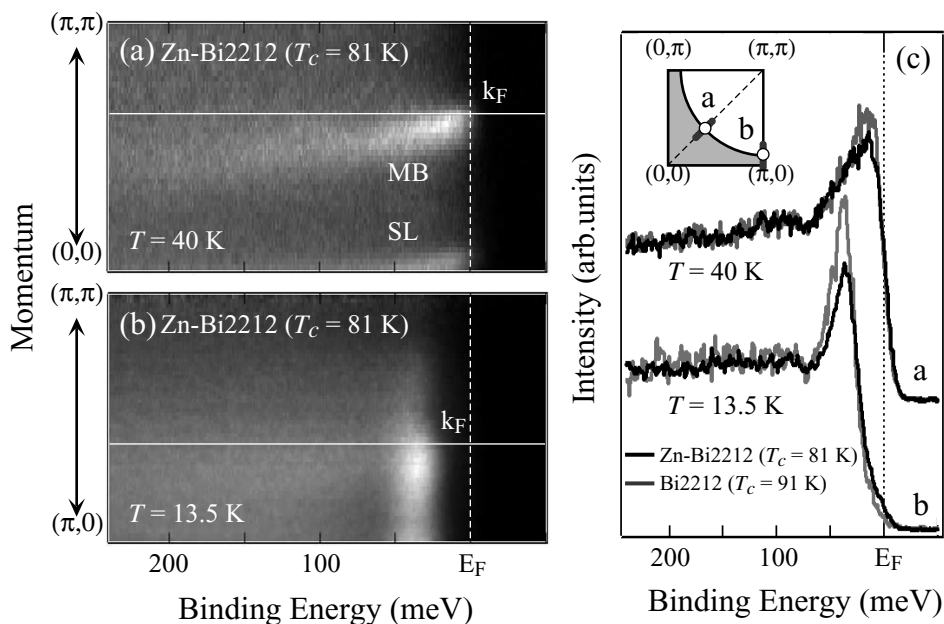 (π,π)
(a) Zn-Bi2212 (Tc = 81 K)
kF
MB
SL
T = 40 K
(0,0)
(π,π)
(b) Zn-Bi2212 (Tc = 81 K)
kF
T = 13.5 K
(π,0)
Momentum
200
100
EF
Binding Energy (meV)
(c)
(0,π)
(π,π)
a
b
(0,0)
(π,0)
T = 40 K
a
T = 13.5 K
Zn-Bi2212 (Tc = 81 K)
Bi2212 (Tc = 91 K)
b
Intensity (arb.units)
200
100
EF
Binding Energy (meV)